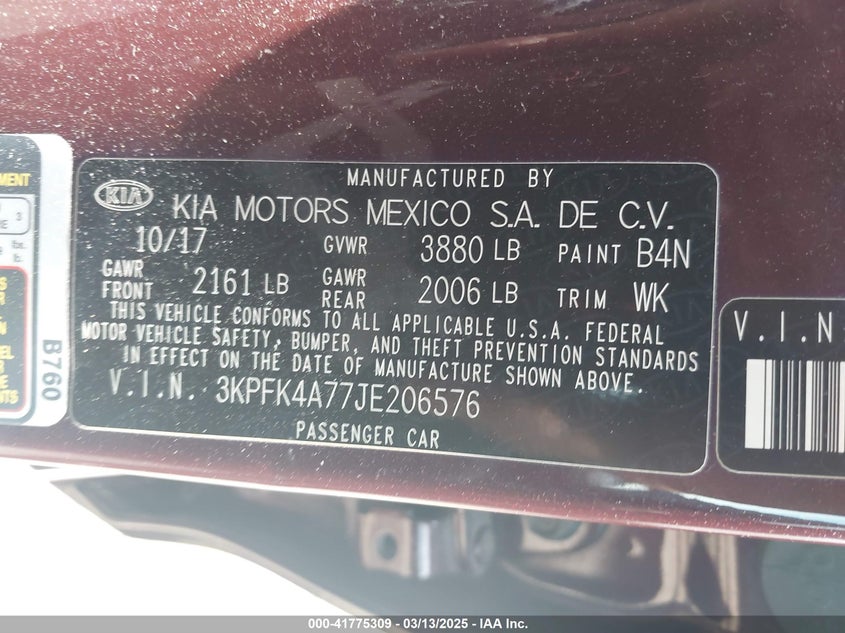 MANUFACTURED BY
KIA KIA MOTORS MEXICO S.A. DE C.V.
10/17 GVWR 3880 LB PAINT B4N
GAWR FRONT 2161 LB GAWR REAR 2006 LB TRIM WK
THIS VEHICLE CONFORMS TO ALL APPLICABLE U.S.A. FEDERAL
MOTOR VEHICLE SAFETY, BUMPER, AND THEFT PREVENTION STANDARDS
IN EFFECT ON THE DATE OF MANUFACTURE SHOWN ABOVE.
V.I.N. 3KPFK4A77JE206576
PASSENGER CAR
B760
V.I.N
000-41775309 - 03/13/2025 - IAA Inc.